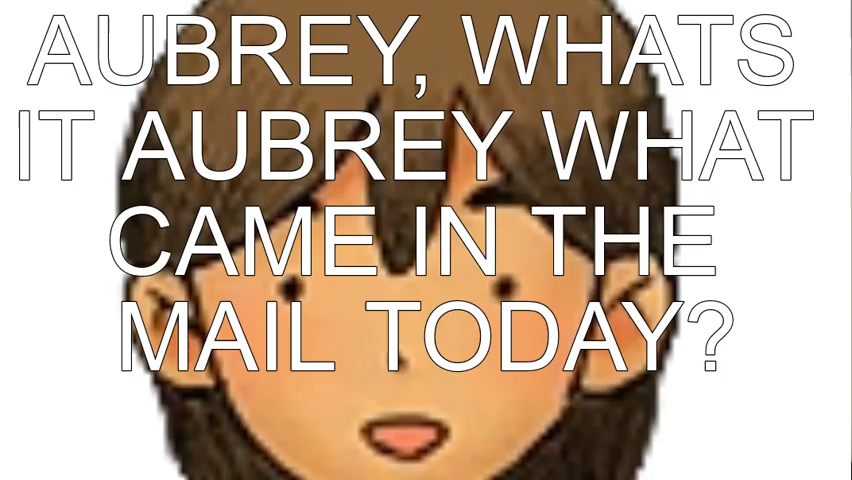 AUBREY, WHATS
IT AUBREY WHAT
CAME IN THE
MAIL TODAY?